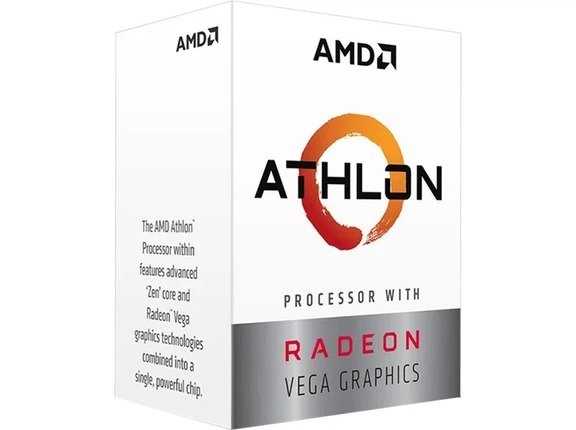 AMD
The AMD Athlon™
Processor within
features advanced
'Zen' core and
Radeon™ Vega
graphics technologies
combined into a
single, powerful chip.
AMD
ATHLON
PROCESSOR WITH
RADEON
VEGA GRAPHICS